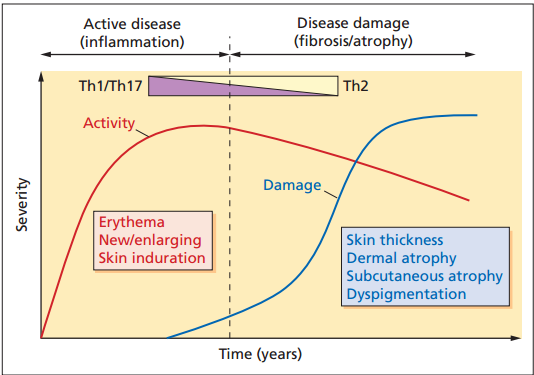 Active disease
(inflammation)
Disease damage
(fibrosis/atrophy)
Th1/Th17
Th2
Activity
Damage
Severity
Erythema
New/enlarging
Skin induration
Skin thickness
Dermal atrophy
Subcutaneous atrophy
Dyspigmentation
Time (years)